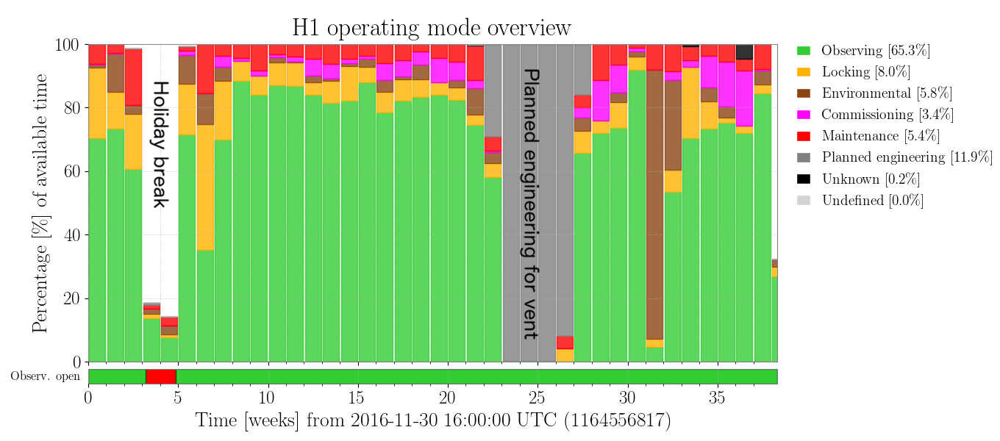 H1 operating mode overview
Percentage [%] of available time
100
80
60
40
20
0
Holiday break
Planned engineering for vent
Observing [65.3%]
Locking [8.0%]
Environmental [5.8%]
Commissioning [3.4%]
Maintenance [5.4%]
Planned engineering [11.9%]
Unknown [0.2%]
Undefined [0.0%]
Observ. open
0 5 10 15 20 25 30 35
Time [weeks] from 2016-11-30 16:00:00 UTC (1164556817)